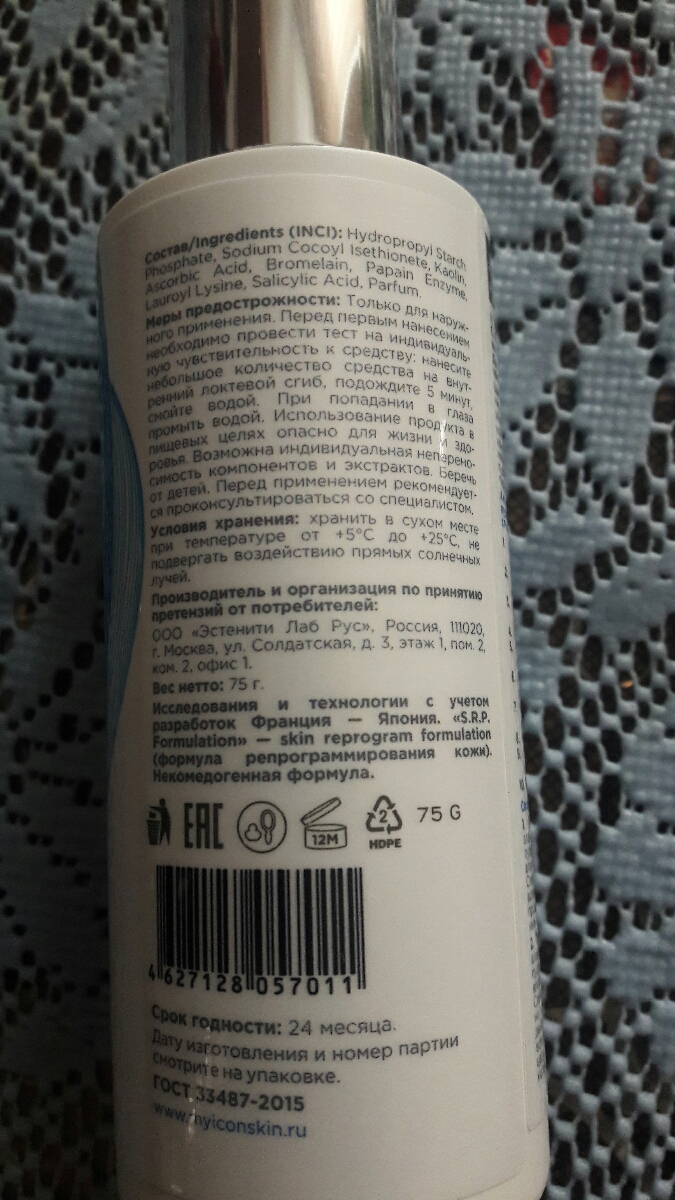 Состав/Ingredients (INCI): Hydropropyl Starch
Phosphate, Sodium Cocoyl Isethionete, Kaolin,
Ascorbic Acid, Bromelain, Papain Enzyme,
Lauroyl Lysine, Salicylic Acid, Parfum.
Меры предосторожности: Только для наруж-
ного применения. Перед первым нанесением
необходимо провести тест на индивидуаль-
ную чувствительность к средству: нанесите
небольшое количество средства на внут-
ренний локтевой сгиб, подождите 5 минут,
смойте водой. При попадании в глаза
промыть водой. Использование продукта в
пищевых целях опасно для жизни и здо-
ровья. Возможна индивидуальная неперено-
симость компонентов и экстрактов. Беречь
от детей. Перед применением рекомендует-
ся проконсультироваться со специалистом.
Условия хранения: хранить в сухом месте
при температуре от +5°C до +25°C, не
подвергать воздействию прямых солнечных
лучей.
Производитель и организация по принятию
претензий от потребителей:
ООО «Эстенити Лаб Рус», Россия, 111020,
г. Москва, ул. Солдатская, д. 3, этаж 1, пом. 2,
ком. 2, офис 1.
Вес нетто: 75 г.
Исследования и технологии с учетом
разработок Франция — Япония. «S.R.P.
Formulation» — skin reprogram formulation
(формула репрограммирования кожи).
Некомедогенная формула.
EAC 12M 2 HDPE 75 G
4 627128 057011
Срок годности: 24 месяца.
Дату изготовления и номер партии
смотрите на упаковке.
ГОСТ 33487-2015
www.myiconskin.ru